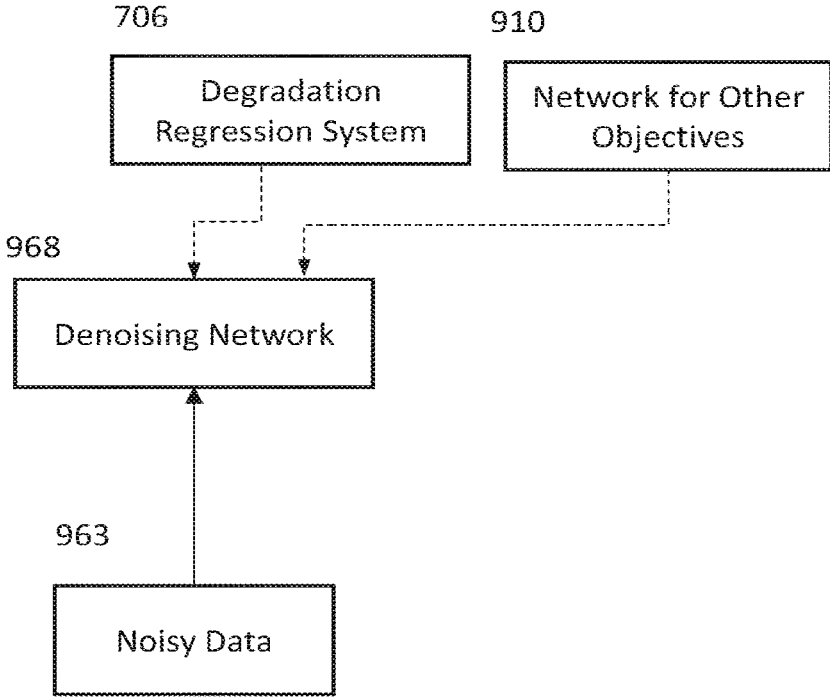 706
910
Degradation
Regression System
Network for Other
Objectives
968
Denoising Network
963
Noisy Data